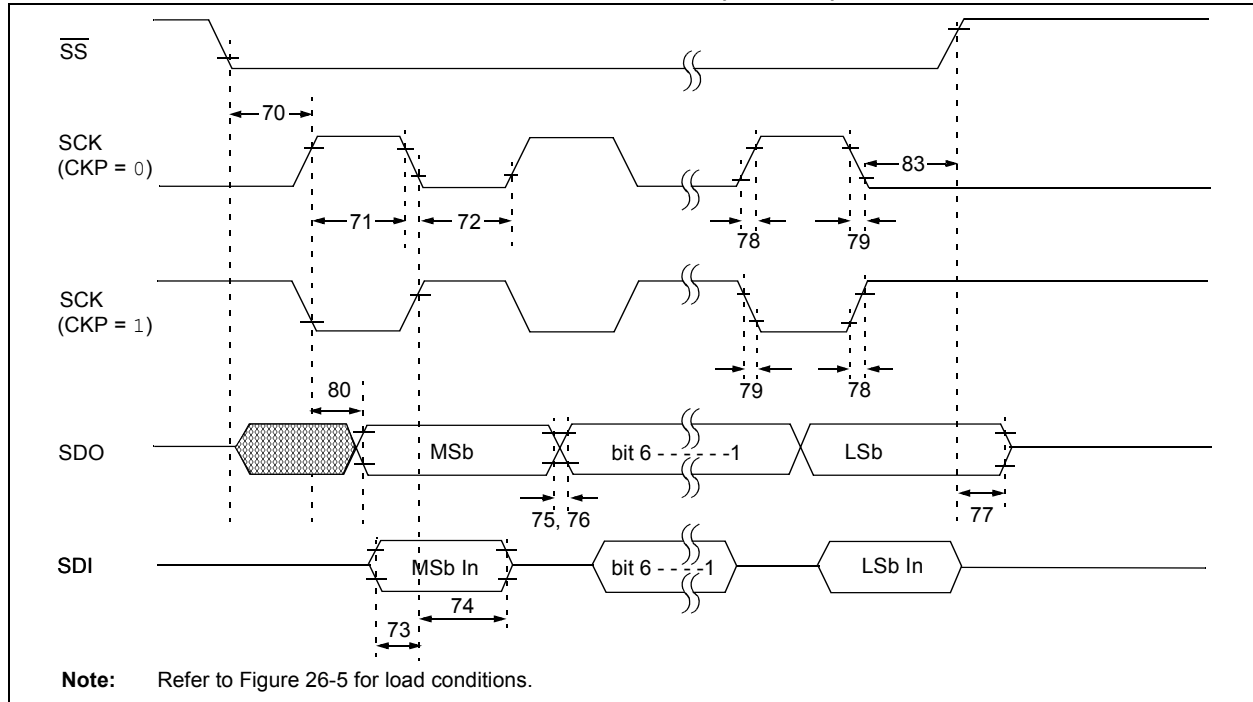 SS
70
SCK
(CKP = 0)
83
71
72
78
79
SCK
(CKP = 1)
79
78
80
SDO
MSb
bit 6 - - - - - -1
LSb
75, 76
77
SDI
MSb In
bit 6 - - - -1
LSb In
74
73
Note: Refer to Figure 26-5 for load conditions.